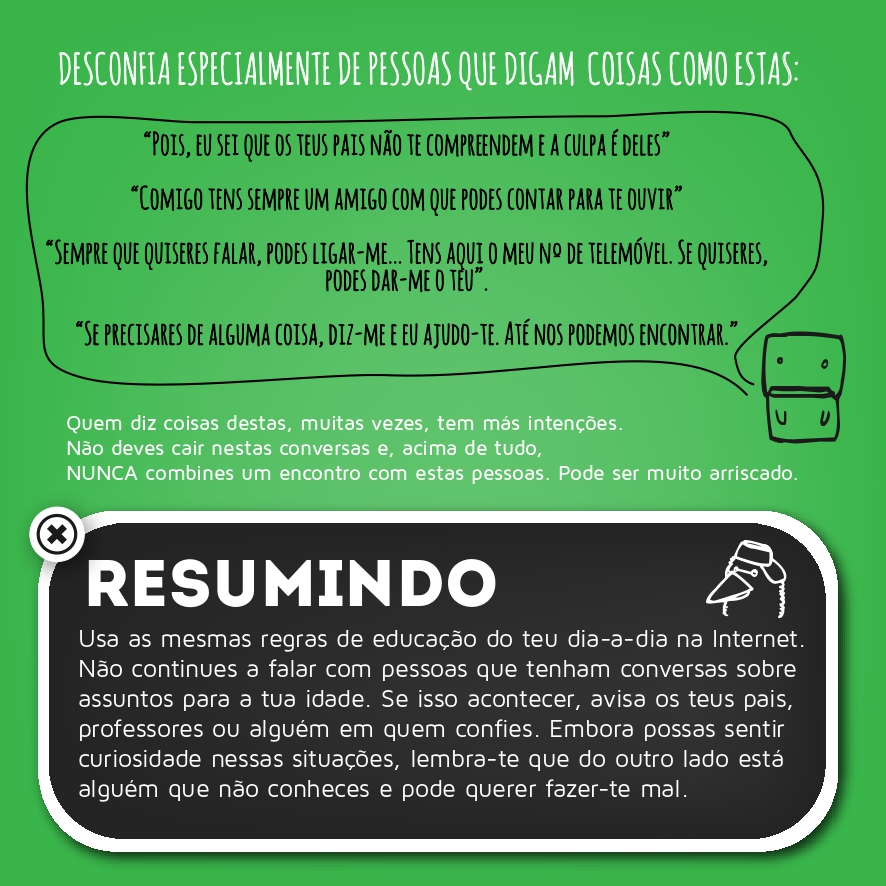 DESCONFIA ESPECIALMENTE DE PESSOAS QUE DIGAM COISAS COMO ESTAS:
“Pois, eu sei que os teus pais não te compreendem e a culpa é deles”
“Comigo tens sempre um amigo com que podes contar para te ouvir”
“Sempre que quiseres falar, podes ligar-me... Tens aqui o meu nº de telemóvel. Se quiseres,
podes dar-me o teu”.
“Se precisares de alguma coisa, diz-me e eu ajudo-te. Até nos podemos encontrar.”
Quem diz coisas destas, muitas vezes, tem más intenções.
Não deves cair nestas conversas e, acima de tudo,
NUNCA combines um encontro com estas pessoas. Pode ser muito arriscado.
RESUMINDO
Usa as mesmas regras de educação do teu dia-a-dia na Internet.
Não continues a falar com pessoas que tenham conversas sobre
assuntos para a tua idade. Se isso acontecer, avisa os teus pais,
professores ou alguém em quem confies. Embora possas sentir
curiosidade nessas situações, lembra-te que do outro lado está
alguém que não conheces e pode querer fazer-te mal.